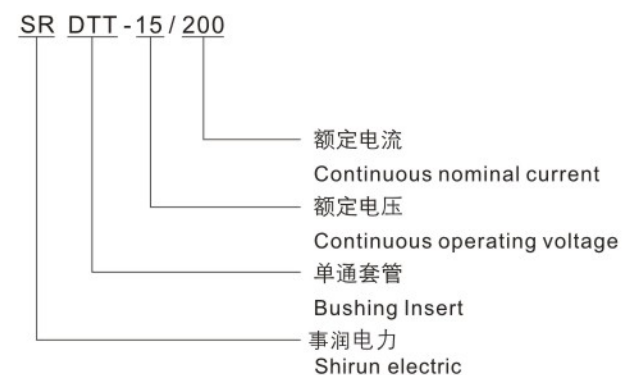 SR DTT-15/200
额定电流
Continuous nominal current
额定电压
Continuous operating voltage
单通套管
Bushing Insert
事润电力
Shirun electric